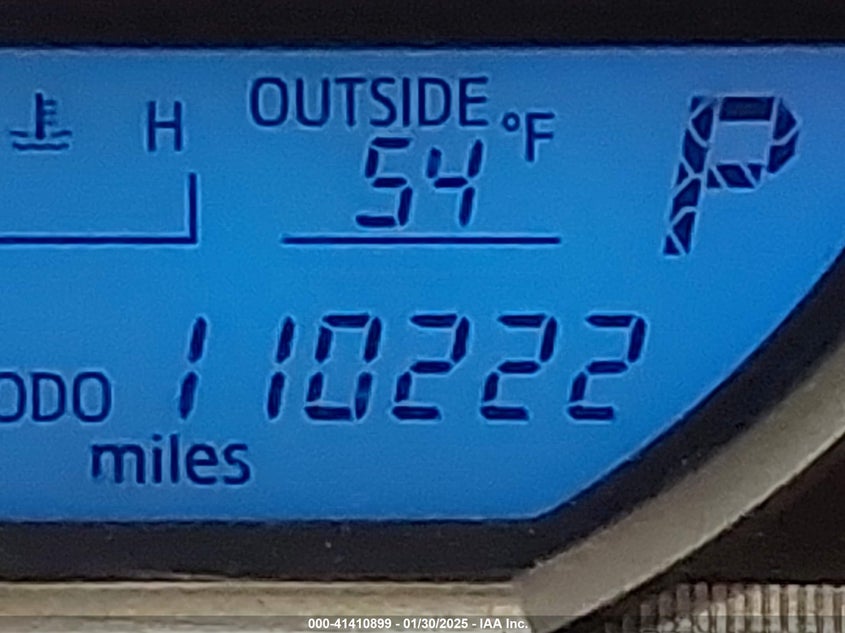 H OUTSIDE °F P
54
ODO 110222
miles
000-41410899 - 01/30/2025 - IAA Inc.